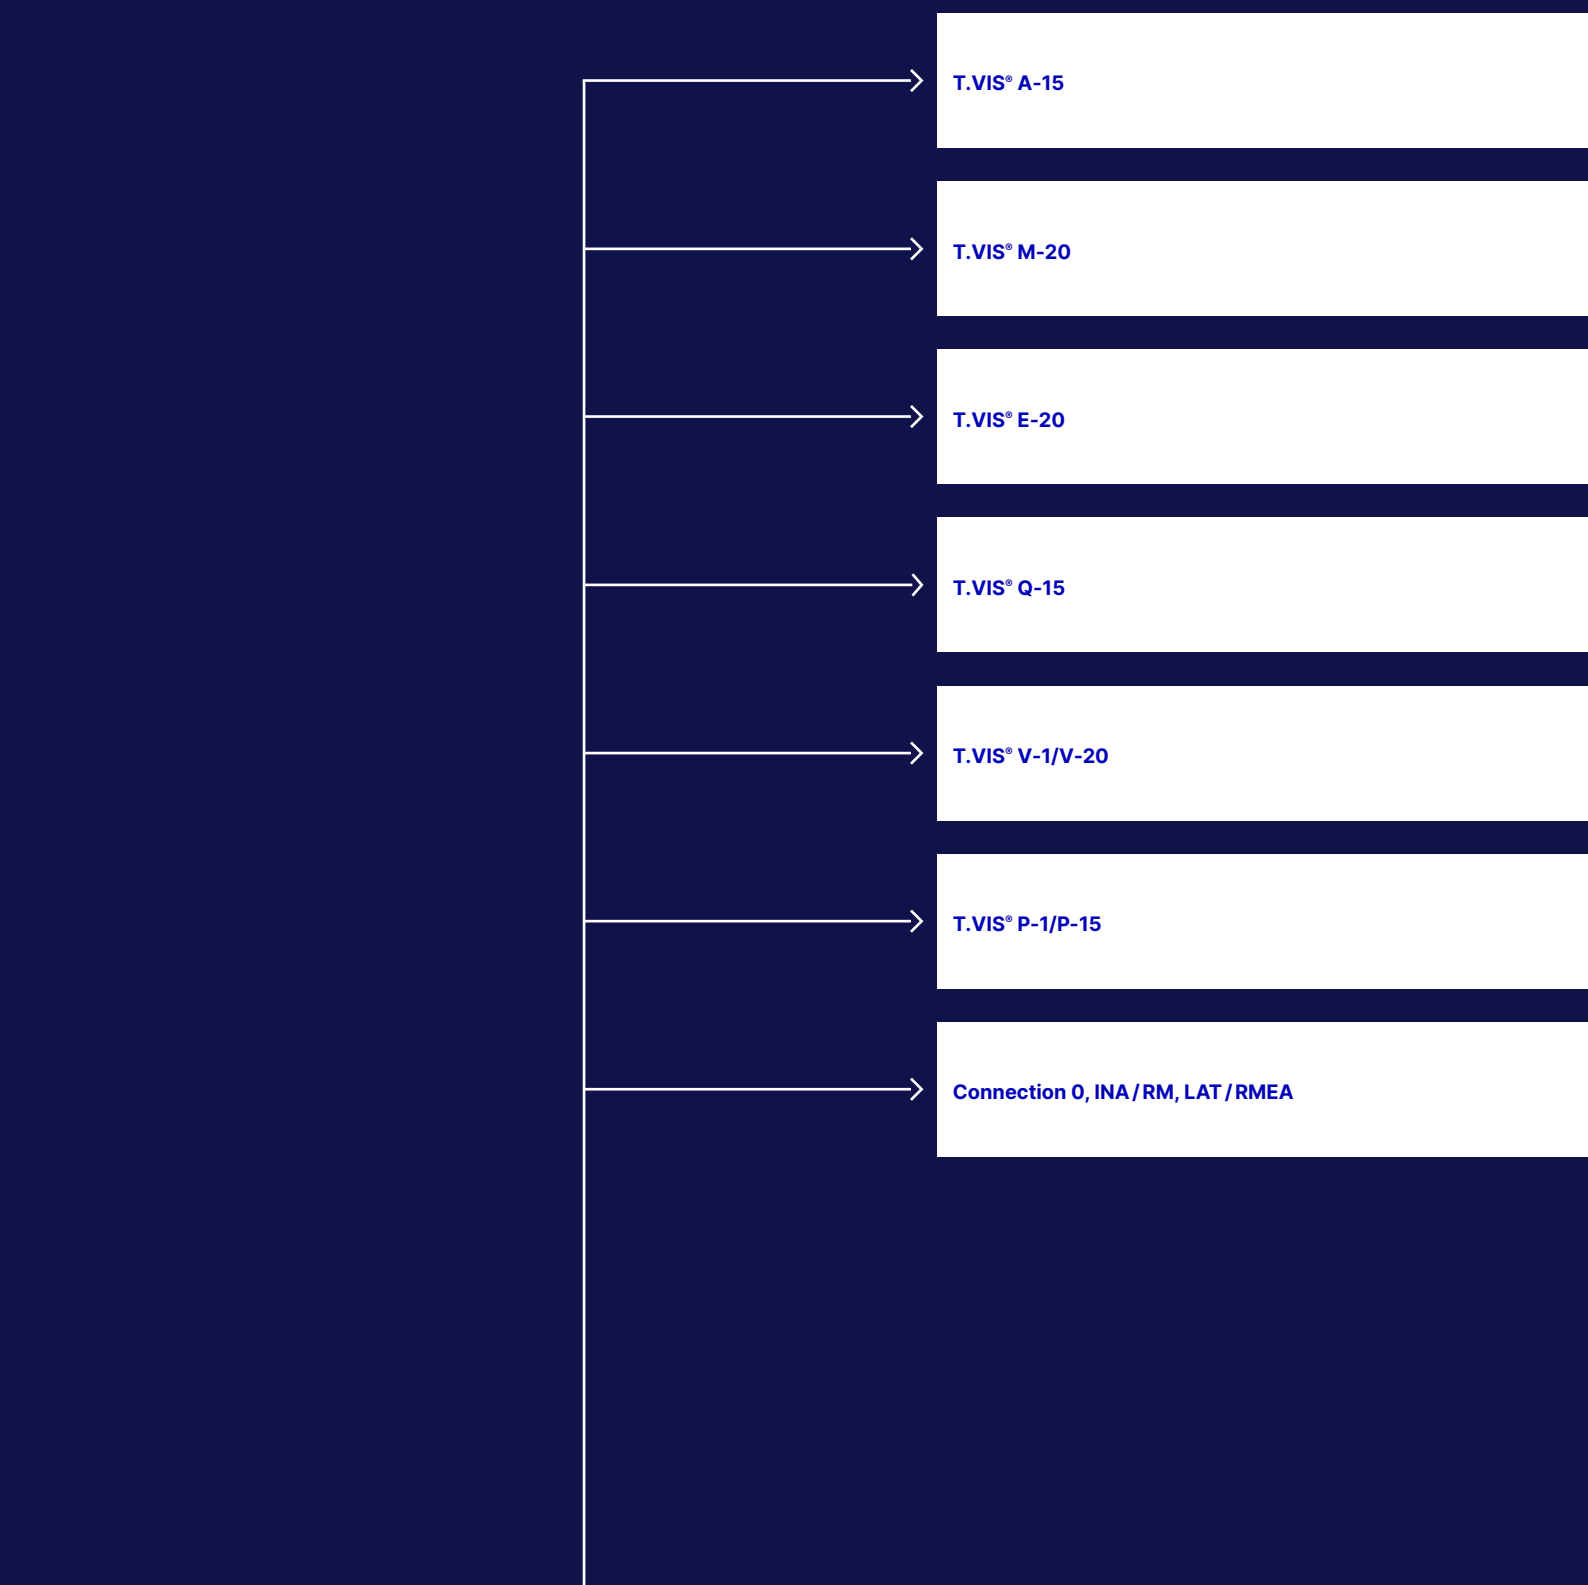 T.VIS® A-15
T.VIS® M-20
T.VIS® E-20
T.VIS® Q-15
T.VIS® V-1/V-20
T.VIS® P-1/P-15
Connection 0, INA/RM, LAT/RMEA